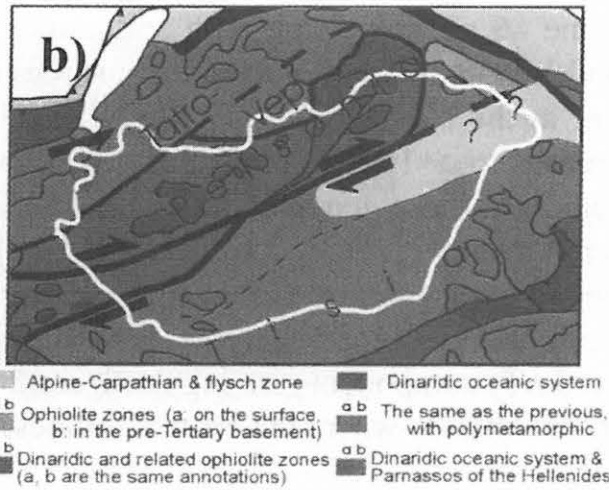 b)
Tatro-Vepo
? ?
i
s
Alpine-Carpathian & flysch zone
b Ophiolite zones (a: on the surface,
b: in the pre-Tertiary basement)
b Dinaridic and related ophiolite zones
(a, b are the same annotations)
Dinaridic oceanic system
a b The same as the previous,
with polymetamorphic
a b Dinaridic oceanic system &
Parnassos of the Hellenides